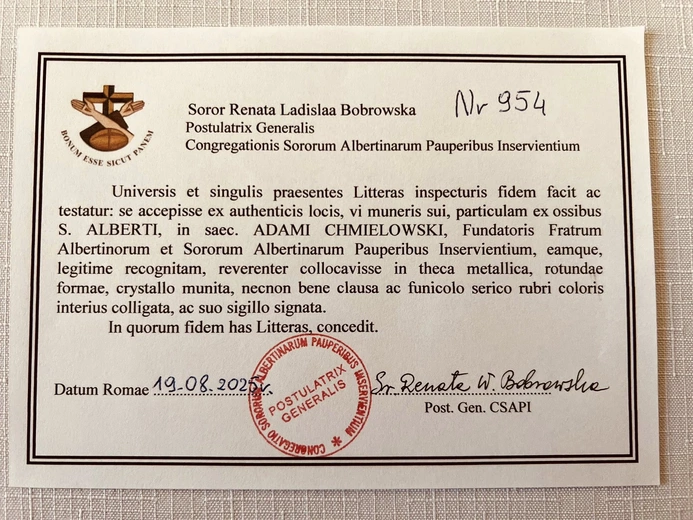 BONUM ESSE SICUT PANEM
Soror Renata Ladislaa Bobrowska
Nr 954
Postulatrix Generalis
Congregationis Sororum Albertinarum Pauperibus Inservientium
Universis et singulis praesentes Litteras inspecturis fidem facit ac
testatur: se accepisse ex authenticis locis, vi muneris sui, particulam ex ossibus
S. ALBERTI, in saec. ADAMI CHMIELOWSKI, Fundatoris Fratrum
Albertinorum et Sororum Albertinarum Pauperibus Inservientium, eamque,
legitime recognitam, reverenter collocavisse in theca metallica, rotundae
formae, crystallo munita, necnon bene clausa ac funicolo serico rubri coloris
interius colligata, ac suo sigillo signata.
In quorum fidem has Litteras, concedit.
Datum Romae 19.08.2025r.
CONGREGATIO SORORUM ALBERTINARUM PAUPERIBUS INSERVIENTIUM
POSTULATRIX
GENERALIS
Sr. Renata W. Bobrowska
Post. Gen. CSAPI